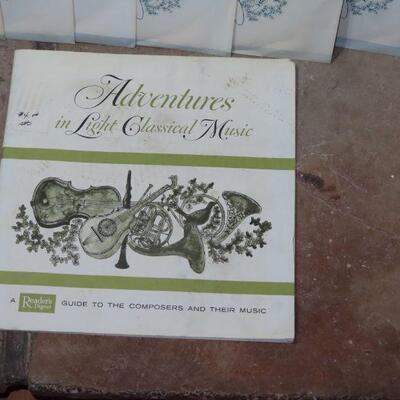 Adventures
in Light Classical Music
A Reader's Digest GUIDE TO THE COMPOSERS AND THEIR MUSIC